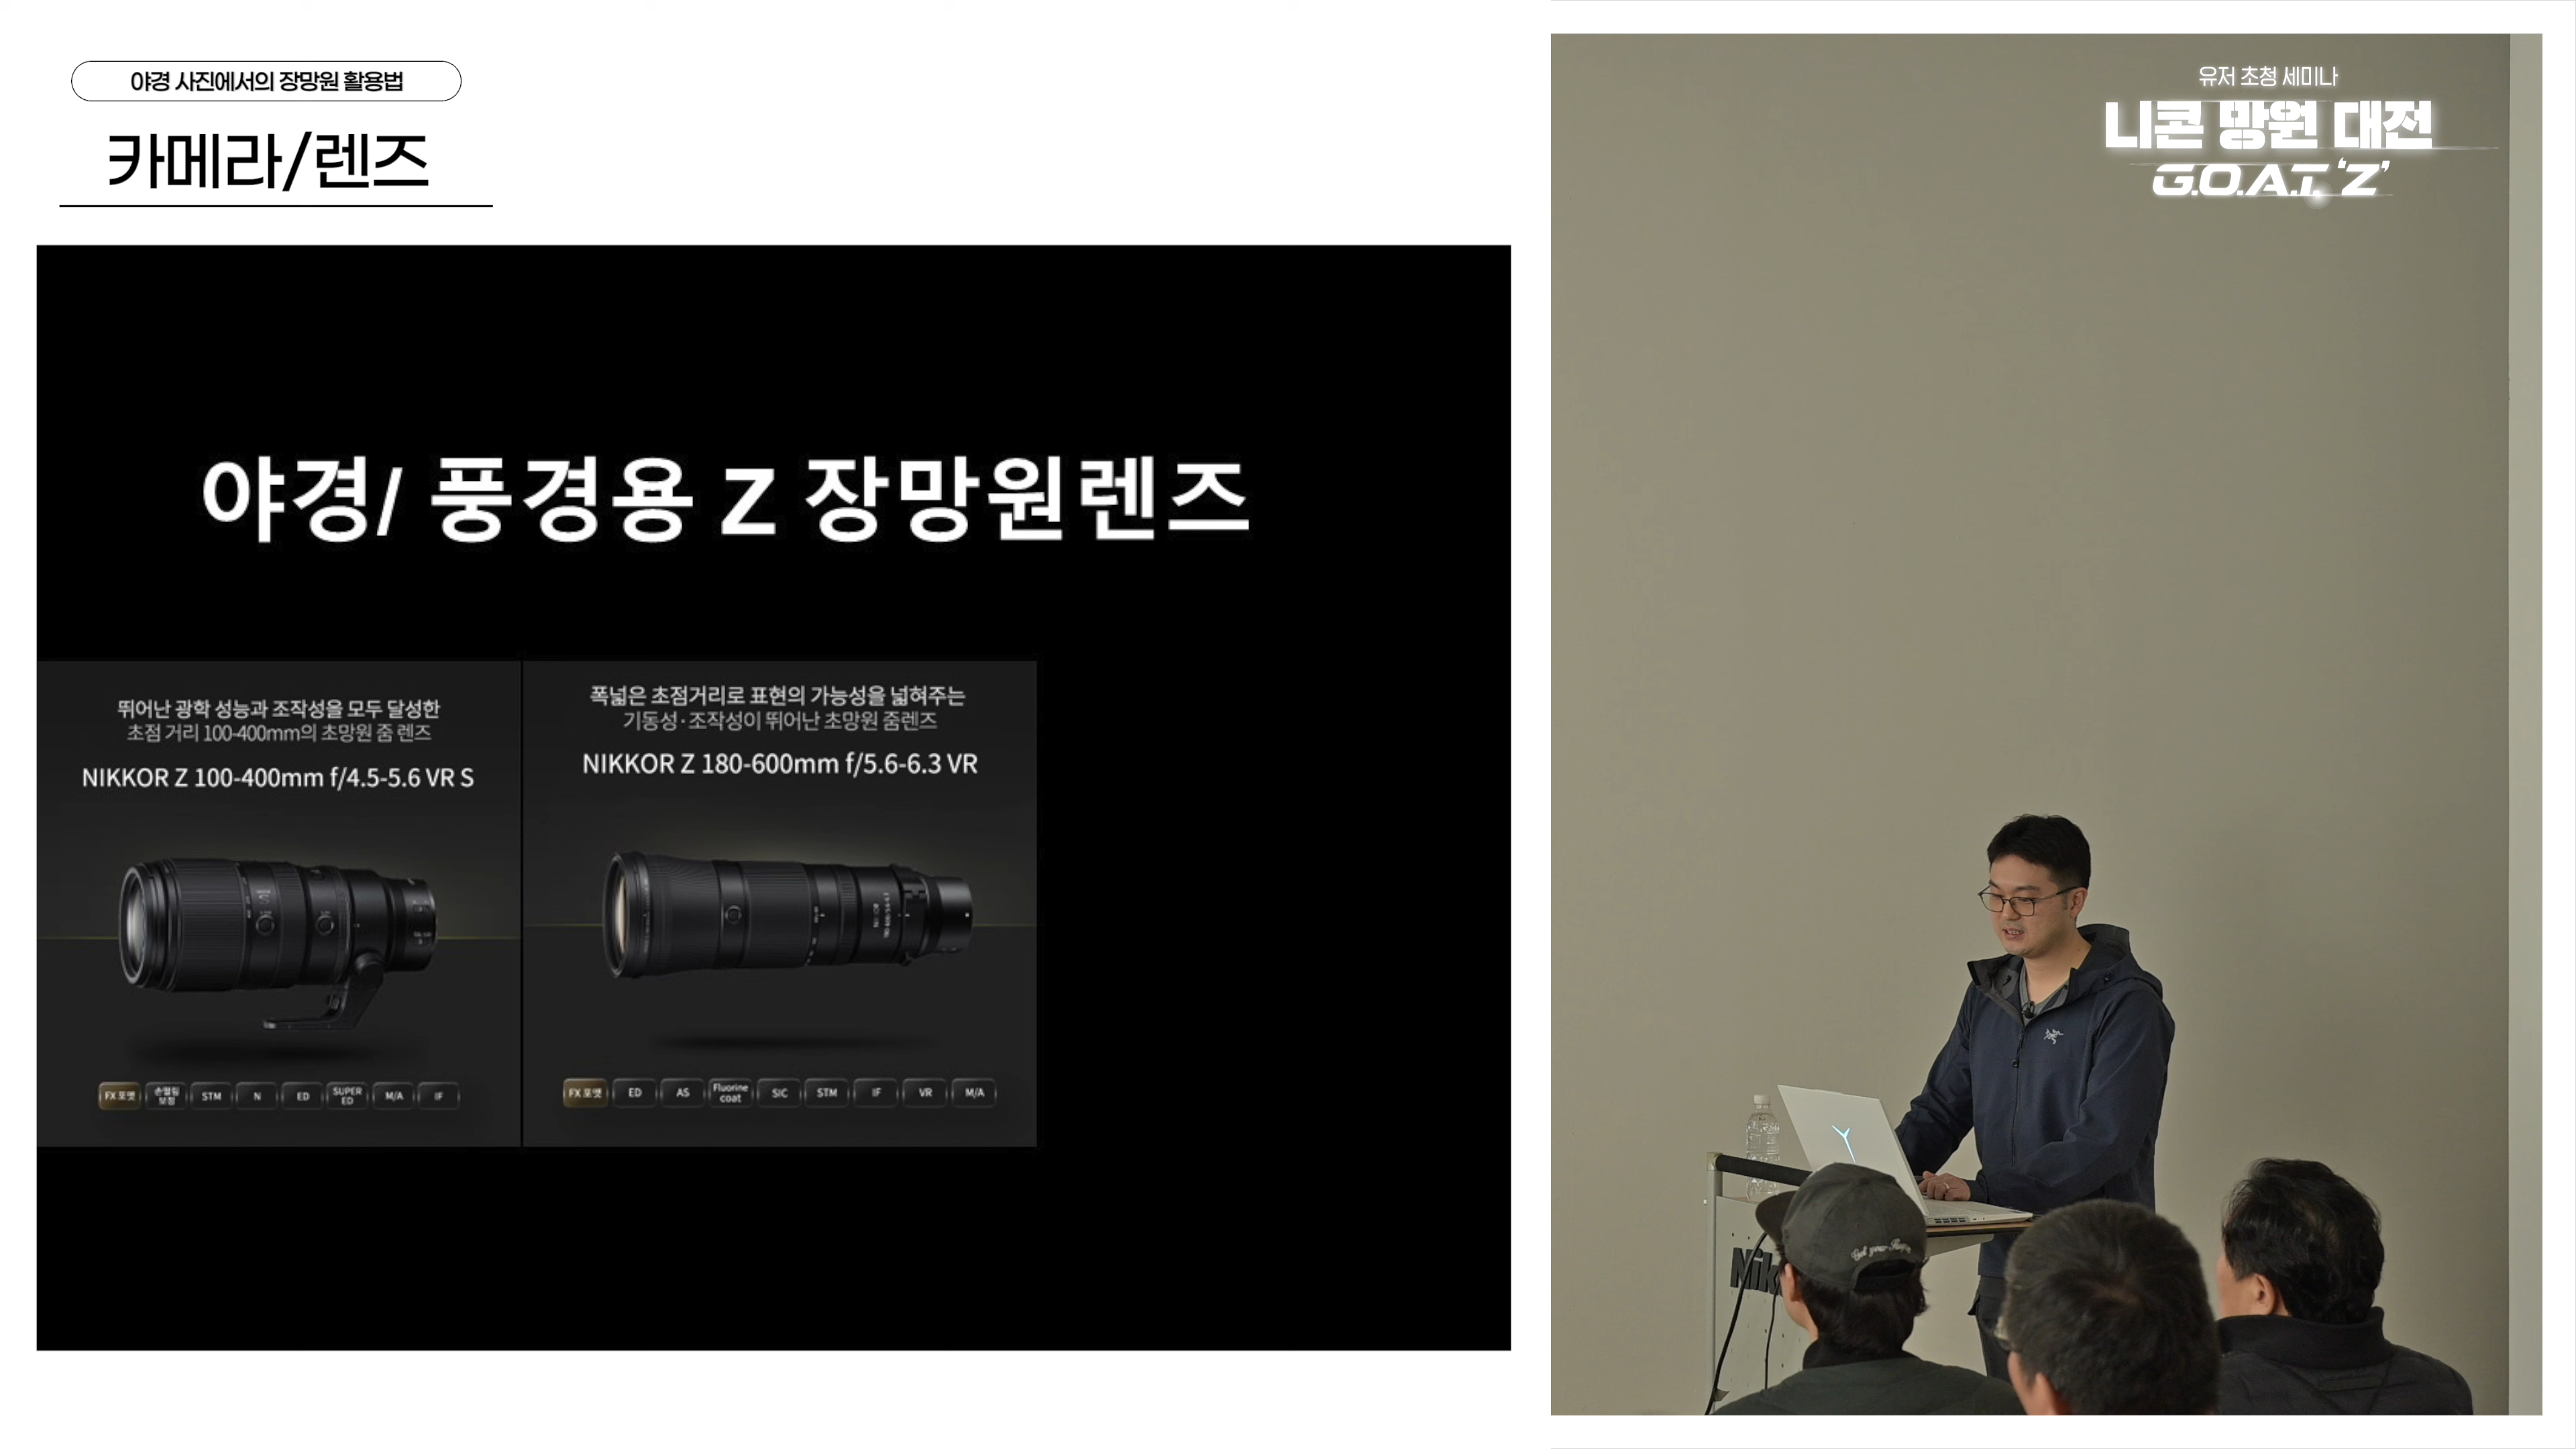 야경 사진에서의 장망원 활용법
카메라/렌즈
야경/ 풍경용 Z 장망원렌즈
뛰어난 광학 성능과 조작성을 모두 달성한
초점 거리 100-400mm의 초망원 줌 렌즈
NIKKOR Z 100-400mm f/4.5-5.6 VR S
FX 포맷 손떨림 보정 STM N ED SUPER ED M/A IF
폭넓은 초점거리로 표현의 가능성을 넓혀주는
기동성·조작성이 뛰어난 초망원 줌렌즈
NIKKOR Z 180-600mm f/5.6-6.3 VR
FX 포맷 ED AS Fluorine coat SIC STM IF VR M/A
유저 초청 세미나
니콘 망원 대전
G.O.A.T. 'Z'
Nik